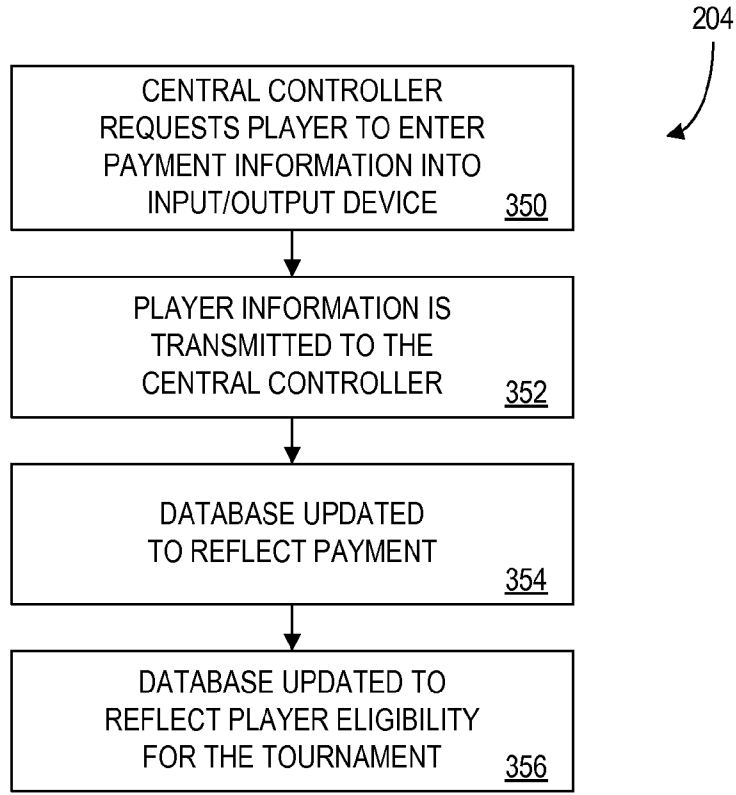 204
CENTRAL CONTROLLER
REQUESTS PLAYER TO ENTER
PAYMENT INFORMATION INTO
INPUT/OUTPUT DEVICE
350
PLAYER INFORMATION IS
TRANSMITTED TO THE
CENTRAL CONTROLLER
352
DATABASE UPDATED
TO REFLECT PAYMENT
354
DATABASE UPDATED TO
REFLECT PLAYER ELIGIBILITY
FOR THE TOURNAMENT
356